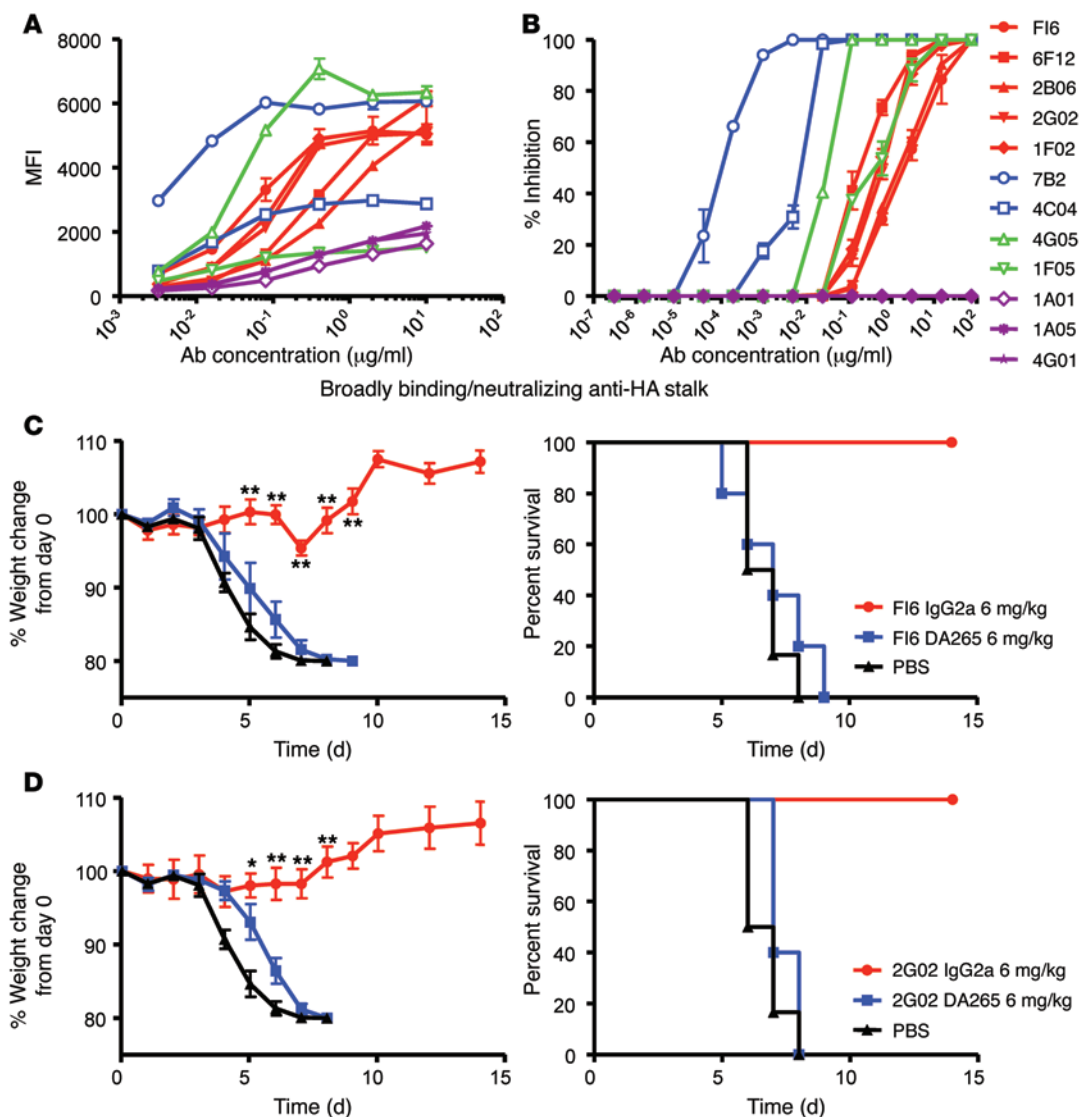 A
MFI
8000
6000
4000
2000
0
10-3
10-2
10-1
100
101
102
Ab concentration (μg/ml)
B
% Inhibition
100
80
60
40
20
0
10-7
10-6
10-5
10-4
10-3
10-2
10-1
100
101
102
Ab concentration (μg/ml)
FI6
6F12
2B06
2G02
1F02
7B2
4C04
4G05
1F05
1A01
1A05
4G01
Broadly binding/neutralizing anti-HA stalk
C
% Weight change
from day 0
110
100
90
80
**
**
**
**
**
0
5
10
15
Time (d)
Percent survival
100
80
60
40
20
0
FI6 IgG2a 6 mg/kg
FI6 DA265 6 mg/kg
PBS
0
5
10
15
Time (d)
D
% Weight change
from day 0
110
100
90
80
*
**
**
**
0
5
10
15
Time (d)
Percent survival
100
80
60
40
20
0
2G02 IgG2a 6 mg/kg
2G02 DA265 6 mg/kg
PBS
0
5
10
15
Time (d)